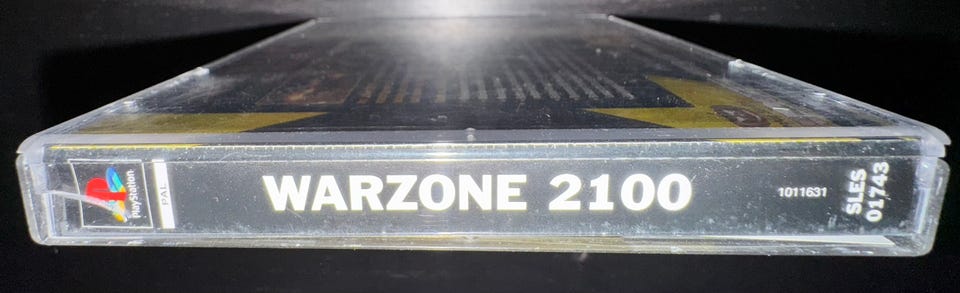 PlayStation
PAL
WARZONE 2100
1011631
SLES
01743